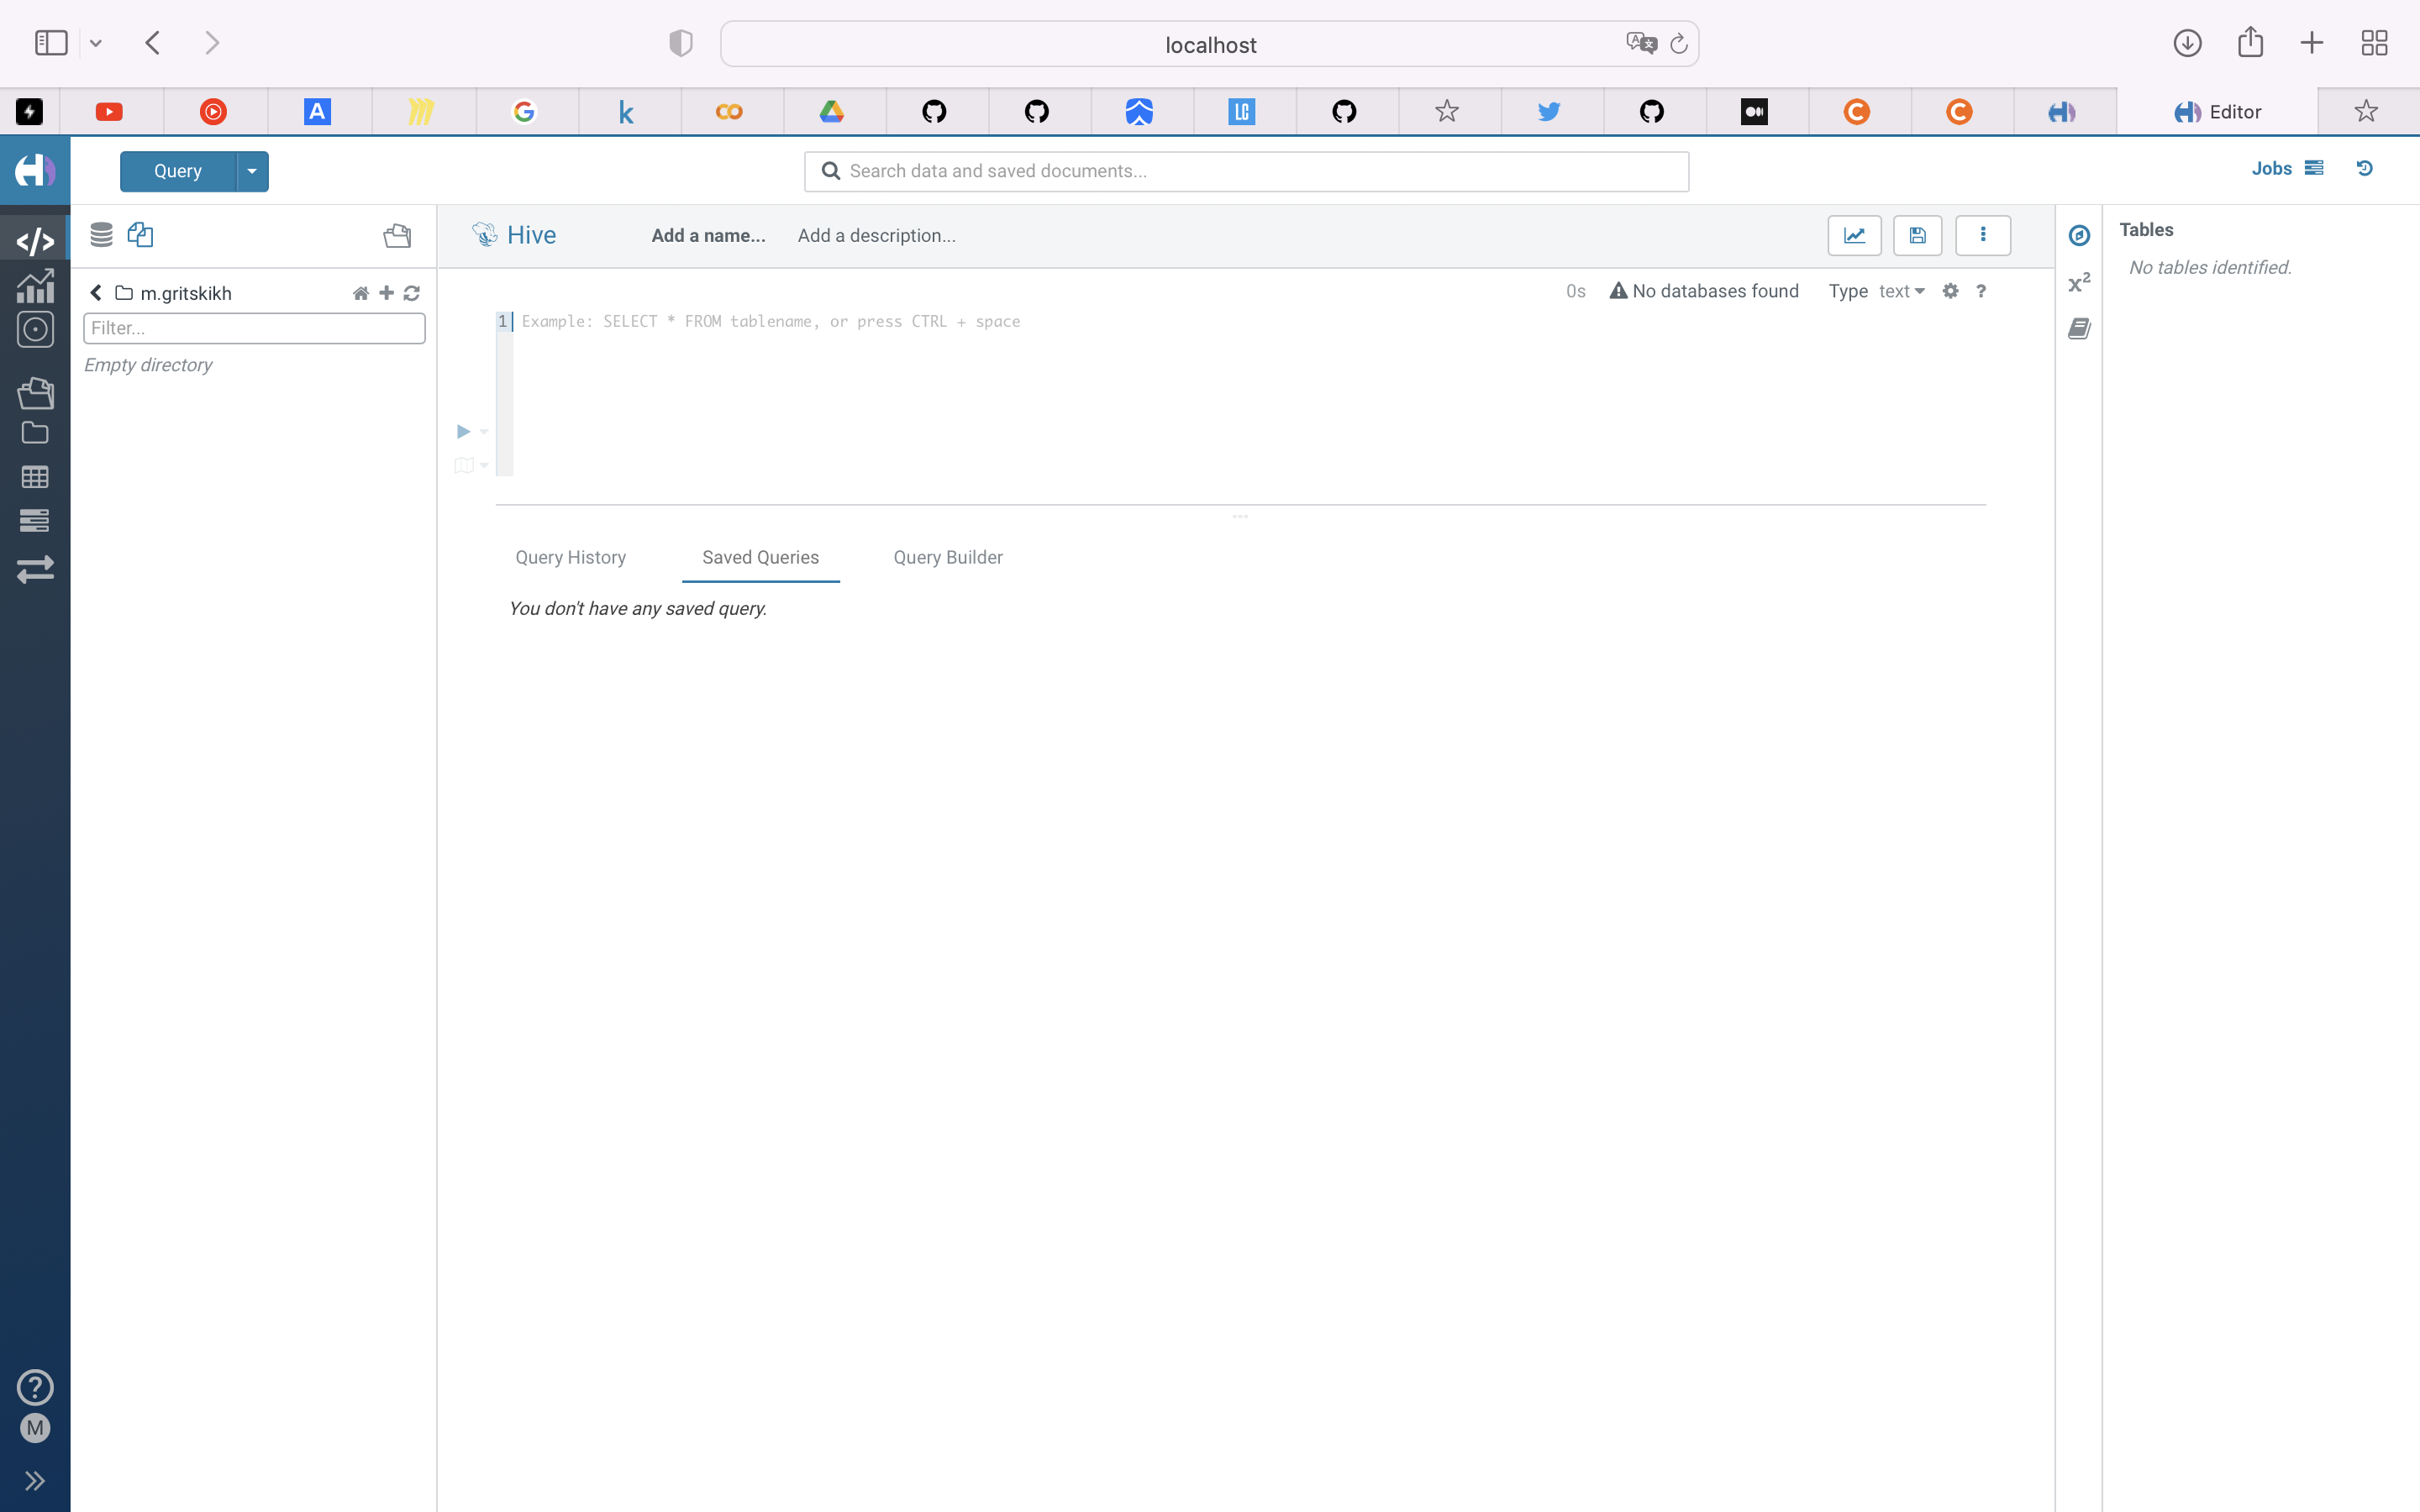 localhost
Editor
Query
Search data and saved documents...
Jobs
Hive
Add a name...
Add a description...
Tables
No tables identified.
m.gritskikh
Filter...
Empty directory
0s
No databases found
Type
text
?
x²
1
Example: SELECT * FROM tablename, or press CTRL + space
Query History
Saved Queries
Query Builder
You don't have any saved query.
?
M